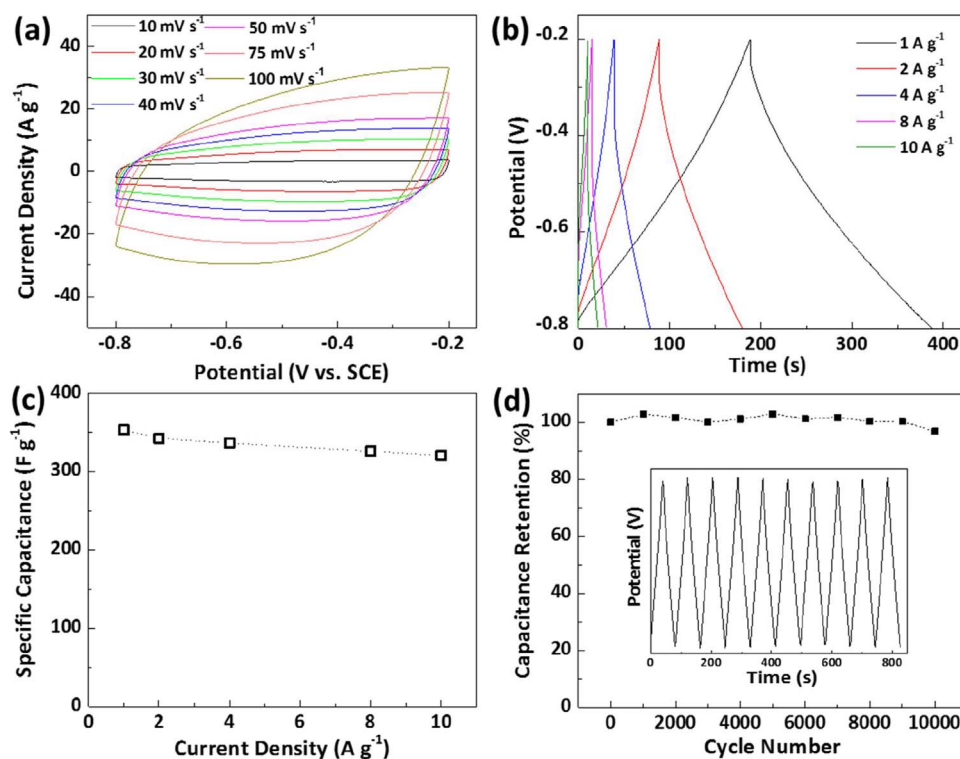 (a)
10 mV s⁻¹
20 mV s⁻¹
30 mV s⁻¹
40 mV s⁻¹
50 mV s⁻¹
75 mV s⁻¹
100 mV s⁻¹
Current Density (A g⁻¹)
40
20
0
-20
-40
-0.8
-0.6
-0.4
-0.2
Potential (V vs. SCE)
(b)
1 A g⁻¹
2 A g⁻¹
4 A g⁻¹
8 A g⁻¹
10 A g⁻¹
Potential (V)
-0.2
-0.4
-0.6
-0.8
0
100
200
300
400
Time (s)
(c)
Specific Capacitance (F g⁻¹)
400
300
200
100
0
0
2
4
6
8
10
Current Density (A g⁻¹)
(d)
Capacitance Retention (%)
100
80
60
40
20
0
Potential (V)
0
200
400
600
800
Time (s)
0
2000
4000
6000
8000
10000
Cycle Number